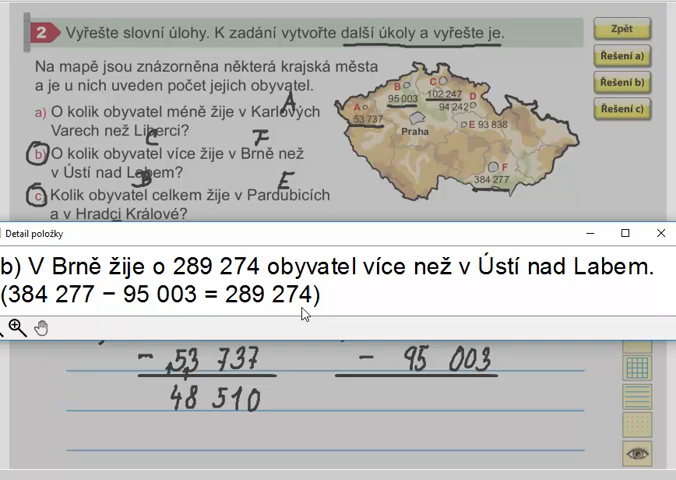 2 Vyřešte slovní úlohy. K zadání vytvořte další úkoly a vyřešte je.
Zpět
Řešení a)
Řešení b)
Řešení c)
Na mapě jsou znázorněna některá krajská města
a je u nich uveden počet jejich obyvatel.
A
a) O kolik obyvatel méně žije v Karlových
Varech než Liberci?
C F
b) O kolik obyvatel více žije v Brně než
v Ústí nad Labem?
B E
c) Kolik obyvatel celkem žije v Pardubicích
a v Hradci Králové?
B
95 003
C
102 247
94 242
D
A
53 737
Praha
E 93 838
F
384 277
Detail položky
b) V Brně žije o 289 274 obyvatel více než v Ústí nad Labem.
(384 277 − 95 003 = 289 274)
- 53 737
- 95 003
48 510